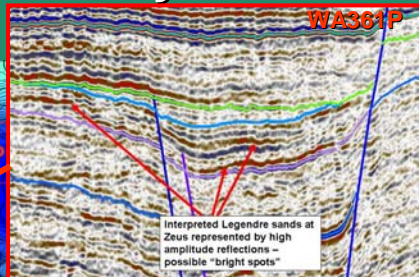 WA361P
Interpreted Legendre sands at
Zeus represented by high
amplitude reflections –
possible "bright spots"